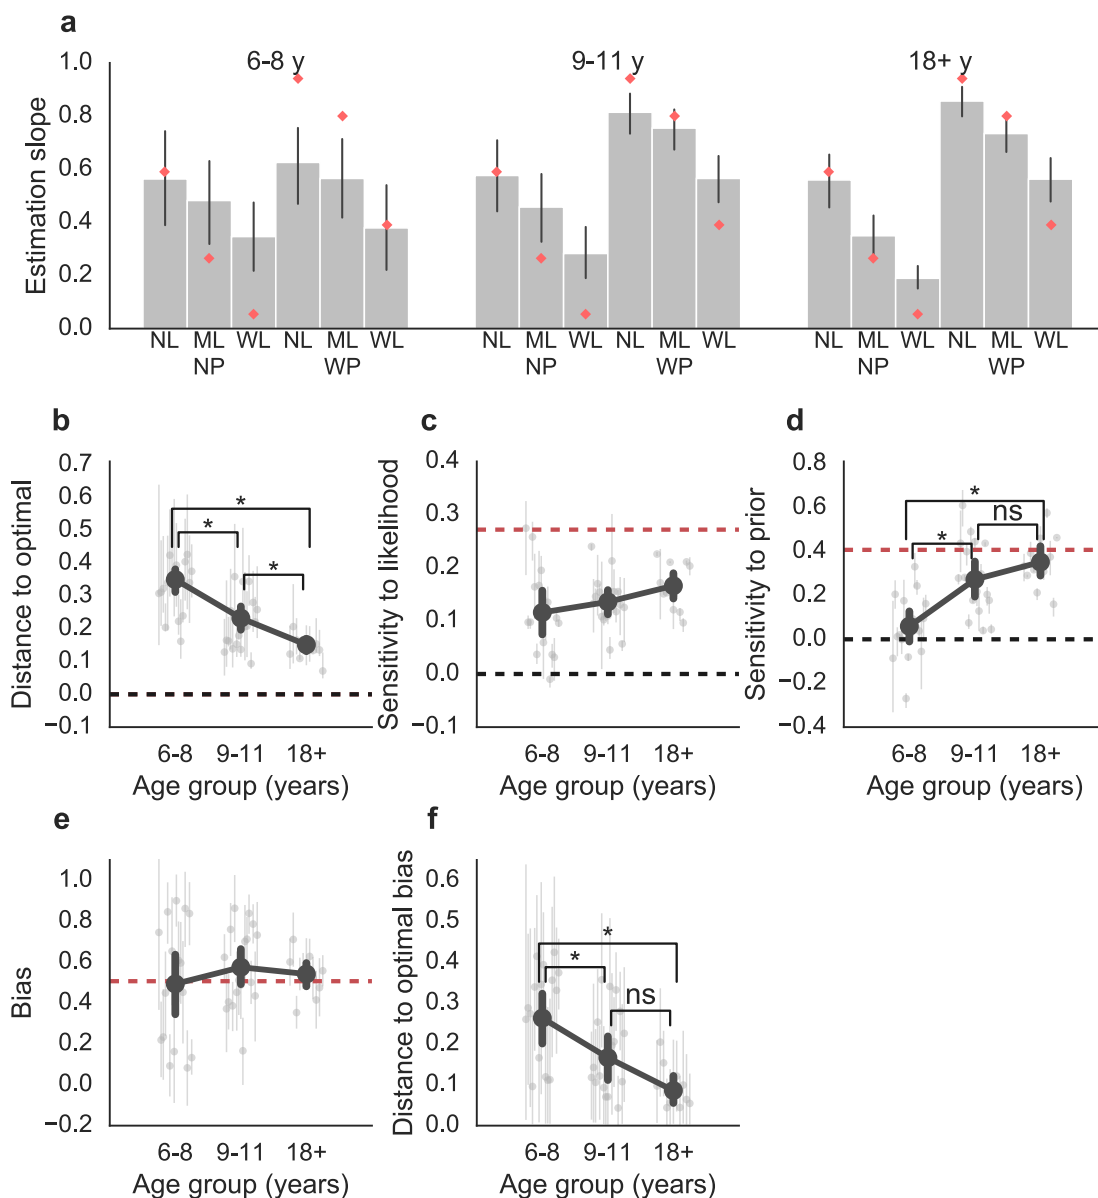 a
6-8 y
9-11 y
18+ y
Estimation slope
1.0
0.8
0.6
0.4
0.2
0.0
NL ML WL NL ML WL
NP WP
NL ML WL NL ML WL
NP WP
NL ML WL NL ML WL
NP WP
b
Distance to optimal
0.7
0.6
0.5
0.4
0.3
0.2
0.1
0.0
−0.1
*
*
*
6-8 9-11 18+
Age group (years)
c
Sensitivity to likelihood
0.4
0.3
0.2
0.1
0.0
−0.1
6-8 9-11 18+
Age group (years)
d
Sensitivity to prior
0.8
0.6
0.4
0.2
0.0
−0.2
−0.4
*
ns
*
6-8 9-11 18+
Age group (years)
e
Bias
1.0
0.8
0.6
0.4
0.2
0.0
−0.2
6-8 9-11 18+
Age group (years)
f
Distance to optimal bias
0.6
0.5
0.4
0.3
0.2
0.1
0.0
*
*
ns
6-8 9-11 18+
Age group (years)